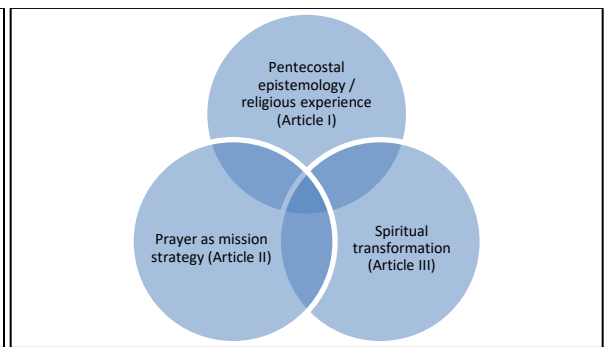 Pentecostal
epistemology /
religious experience
(Article I)
Prayer as mission
strategy (Article II)
Spiritual
transformation
(Article III)